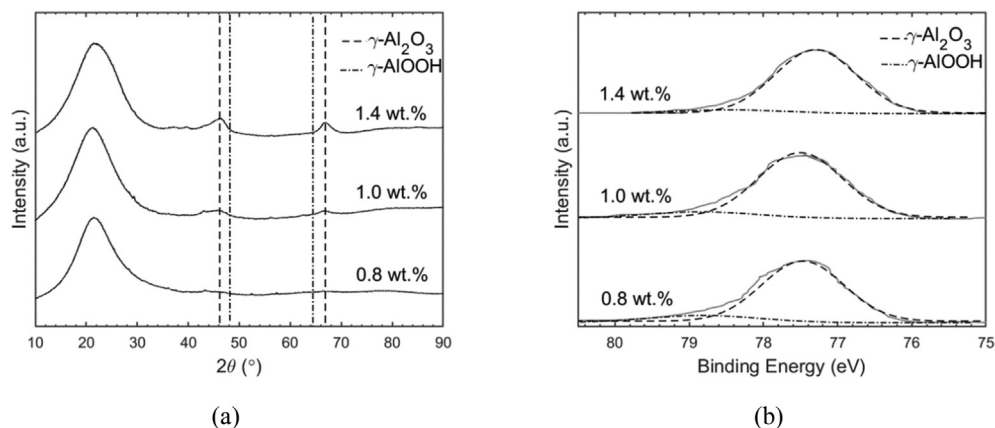 γ-Al2O3
γ-AlOOH
1.4 wt.%
1.0 wt.%
0.8 wt.%
Intensity (a.u.)
10 20 30 40 50 60 70 80 90
2θ (°)
(a)
γ-Al2O3
γ-AlOOH
1.4 wt.%
1.0 wt.%
0.8 wt.%
Intensity (a.u.)
80 79 78 77 76 75
Binding Energy (eV)
(b)